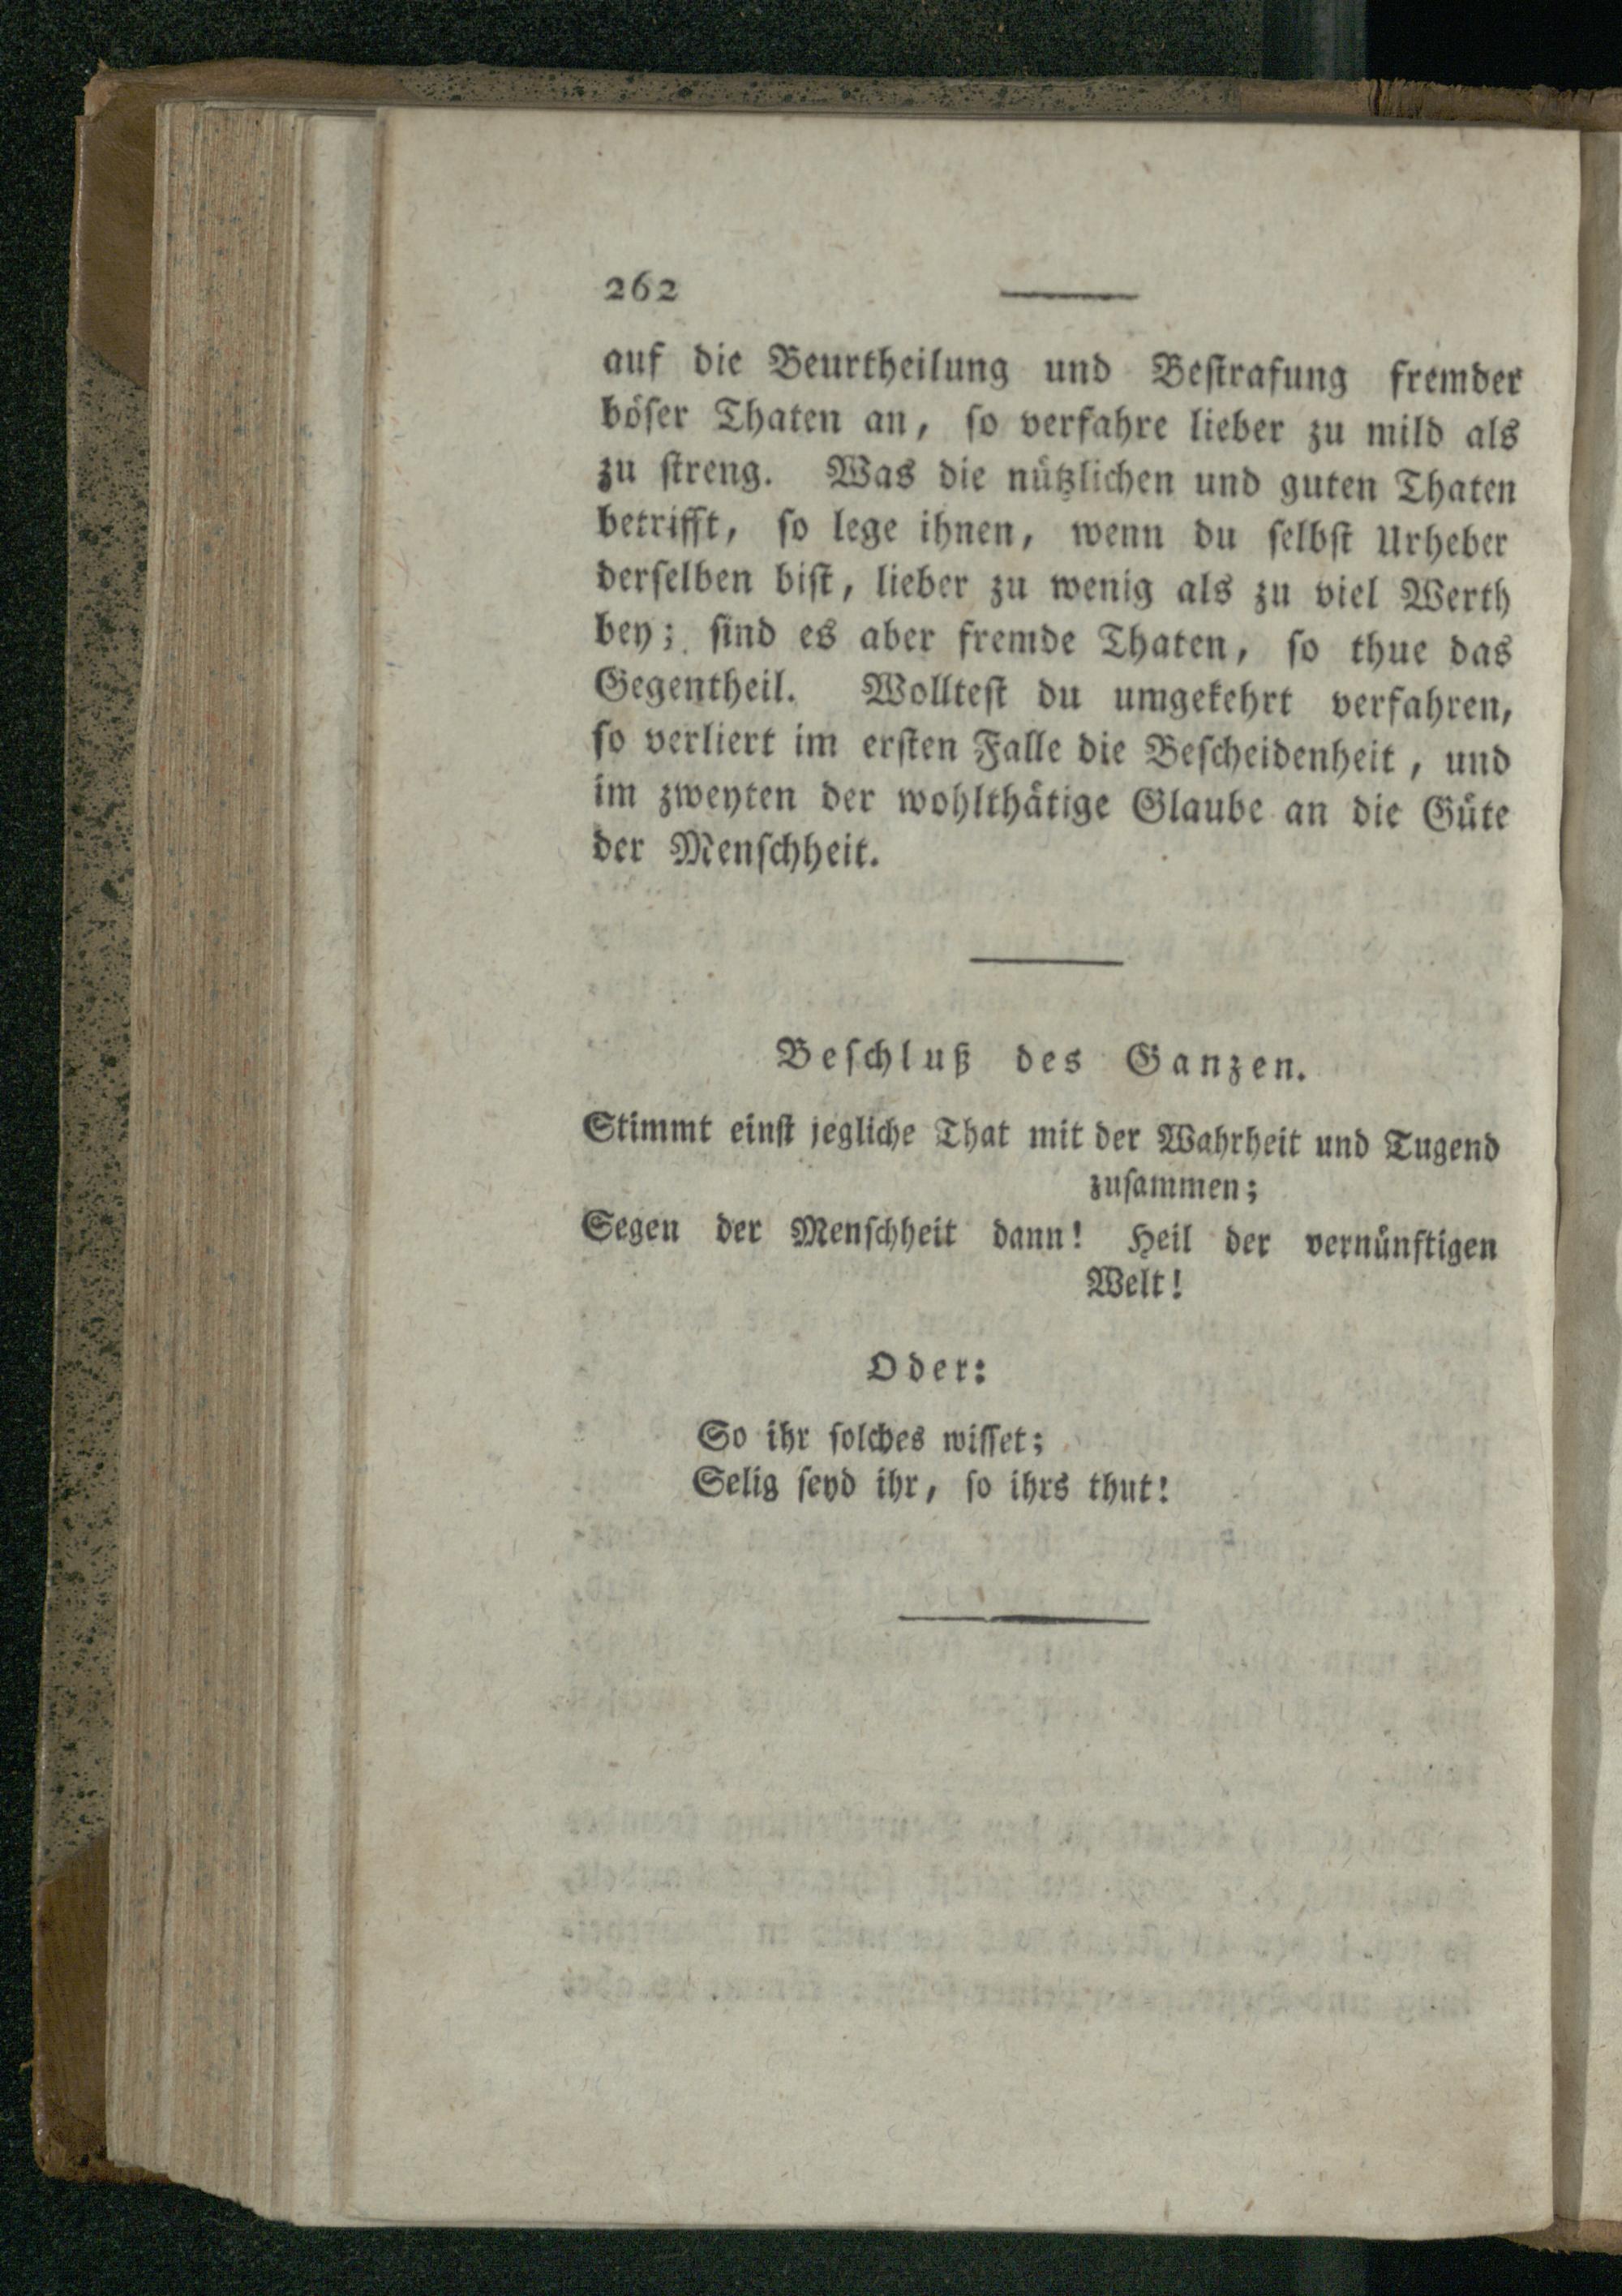 262
auf die Beurtheilung und Beſtrafung fremder
böſer Thaten an, ſo verfahre lieber zu mild als
zu ſtreng. Was die nützlichen und guten Thaten
betrifft, ſo lege ihnen, wenn du ſelbſt Urheber
derſelben biſt, lieber zu wenig als zu viel Werth
bey; ſind es aber fremde Thaten, ſo thue das
Gegentheil. Wollteſt du umgekehrt verfahren,
ſo verliert im erſten Falle die Beſcheidenheit, und
im zweyten der wohlthätige Glaube an die Güte
der Menſchheit.
Beſchluß des Ganzen.
Stimmt einſt jegliche That mit der Wahrheit und Tugend
zuſammen;
Segen der Menſchheit dann! Heil der vernünftigen
Welt!
Oder:
So ihr ſolches wiſſet;
Selig ſeyd ihr, ſo ihrs thut!